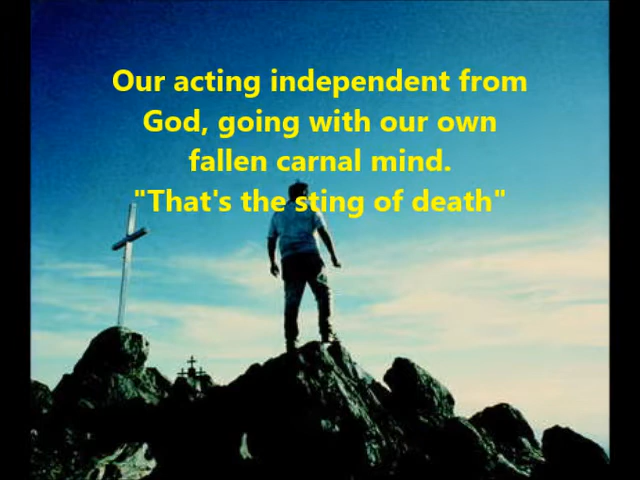 Our acting independent from
God, going with our own
fallen carnal mind.
"That's the sting of death"